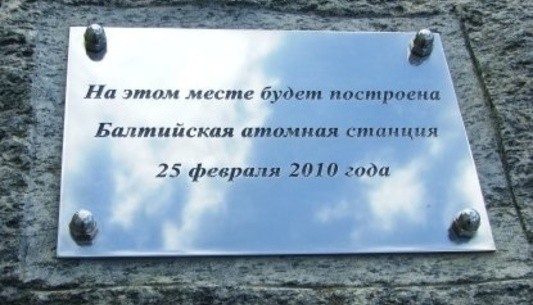 На этом месте будет построена
Балтийская атомная станция
25 февраля 2010 года